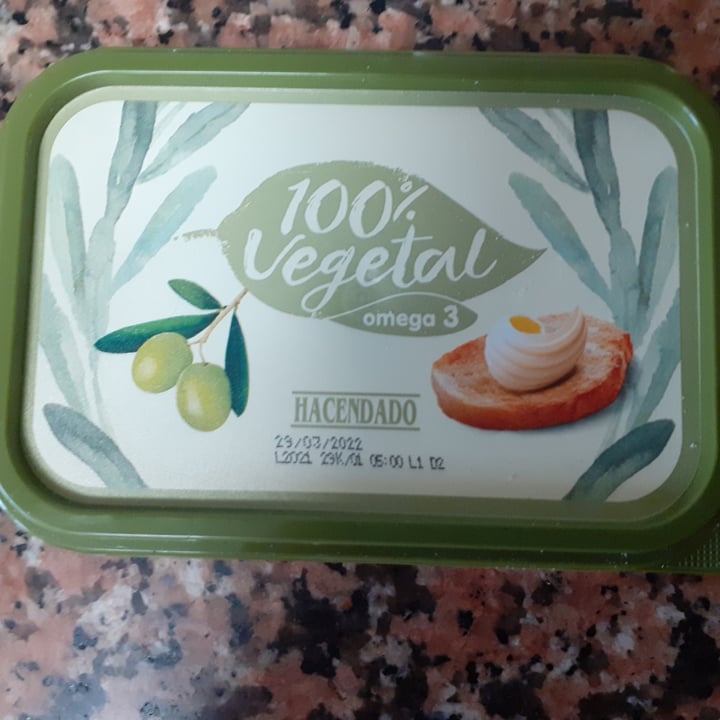 100%
Vegetal
omega 3
HACENDADO
29/03/2022
L2021 29K/01 05:00 L1 D2